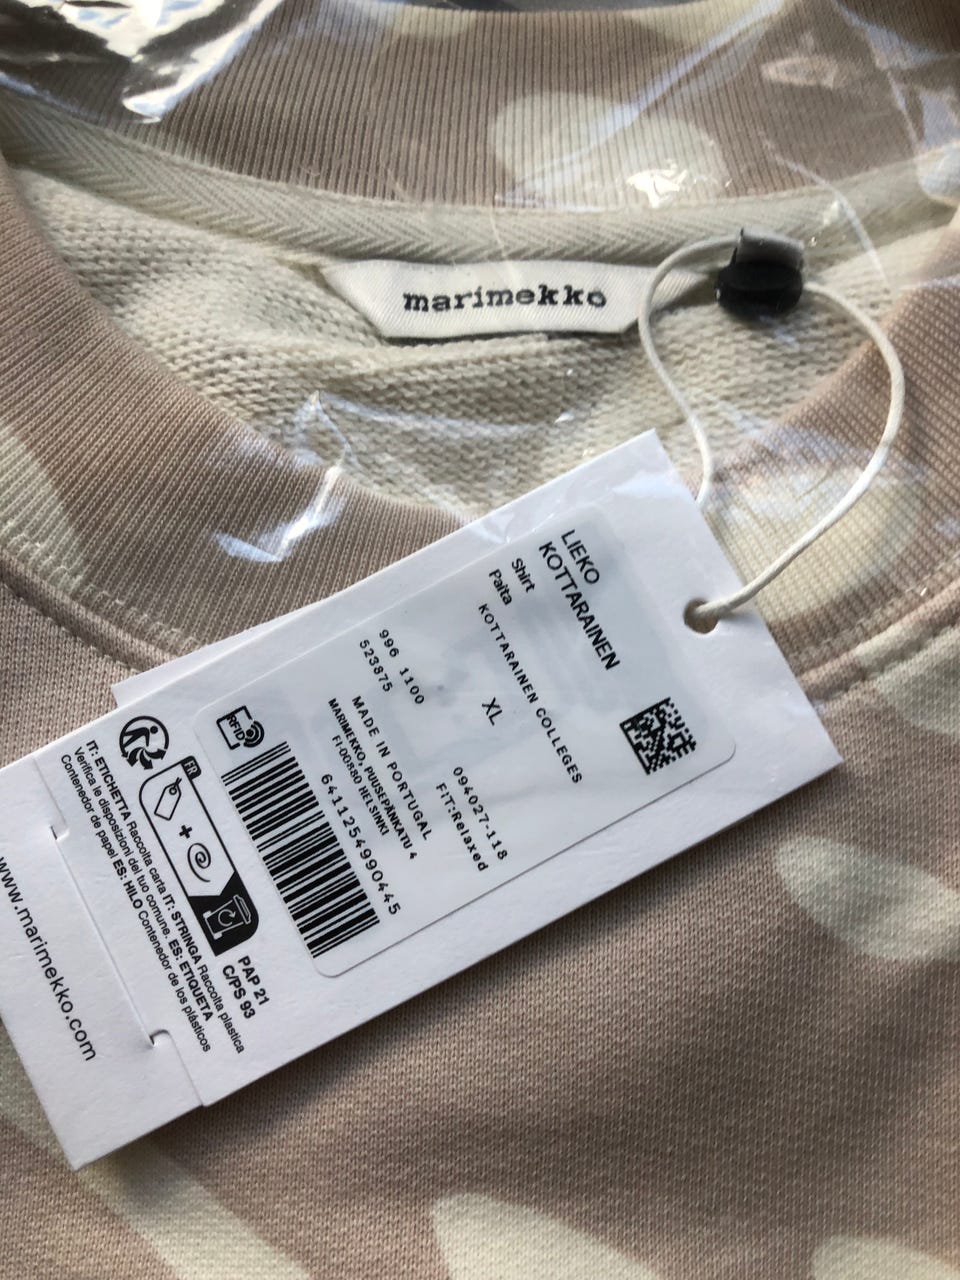 marimekko
LIEKO
KOTTARAINEN
Shirt
Paita
KOTTARAINEN COLLEGES
XL
094027-118
FIT:Relaxed
996 1100
523875
MADE IN PORTUGAL
MARIMEKKO, PUUSEPÄNKATU 4
FI-00880 HELSINKI
6411254990445
RFID
FR
PAP 21
C/PS 93
IT: ETICHETTA Raccolta carta IT: STRINGA Raccolta plastica
Verifica le disposizioni del tuo comune. ES: ETIQUETA
Contenedor de papel ES: HILO Contenedor de los plásticos
www.marimekko.com